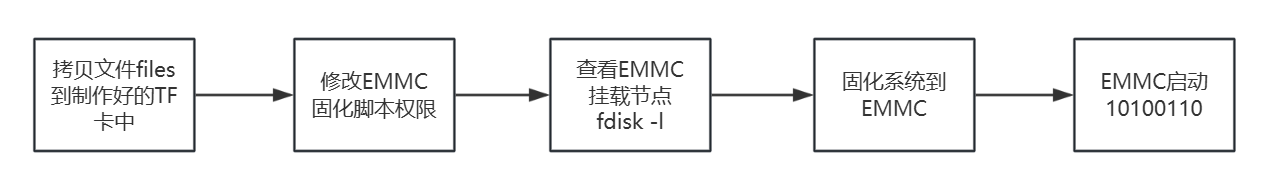 拷贝文件files
到制作好的TF
卡中
修改EMMC
固化脚本权限
查看EMMC
挂载节点
fdisk -l
固化系统到
EMMC
EMMC启动
10100110